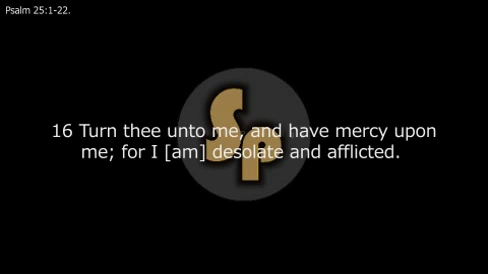 Psalm 25:1-22.
16 Turn thee unto me, and have mercy upon
me; for I [am] desolate and afflicted.
sp